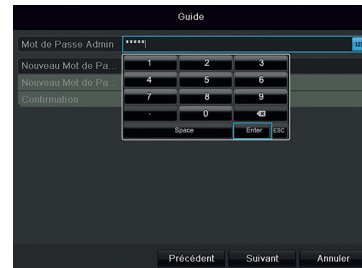 Guide
Mot de Passe Admin *****
Nouveau Mot de Pa...
Nouveau Mot de Pa...
Confirmation
1 2 3
4 5 6
7 8 9
. 0
Space Enter ESC
Précédent Suivant Annuler